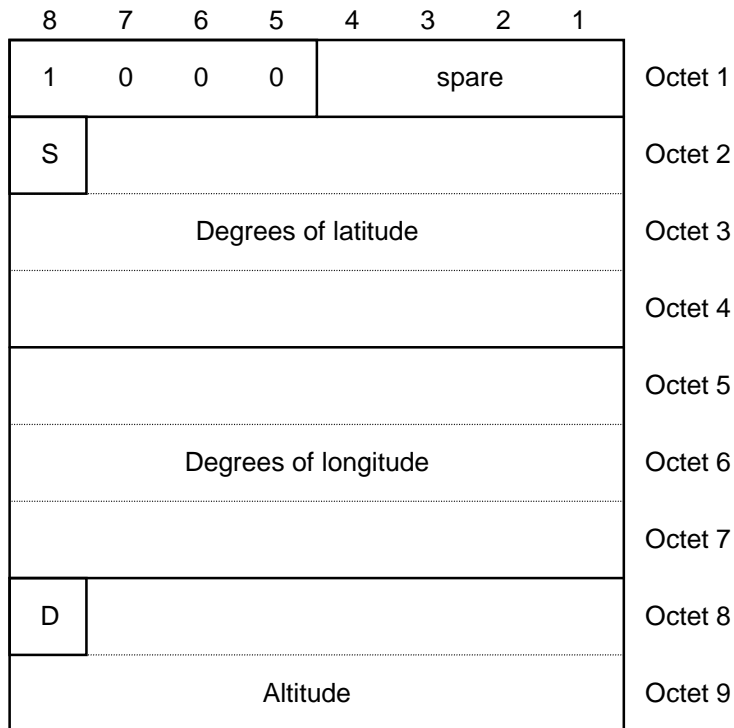 8 7 6 5 4 3 2 1
1 0 0 0 spare Octet 1
S Octet 2
Degrees of latitude Octet 3
Octet 4
Octet 5
Degrees of longitude Octet 6
Octet 7
D Octet 8
Altitude Octet 9